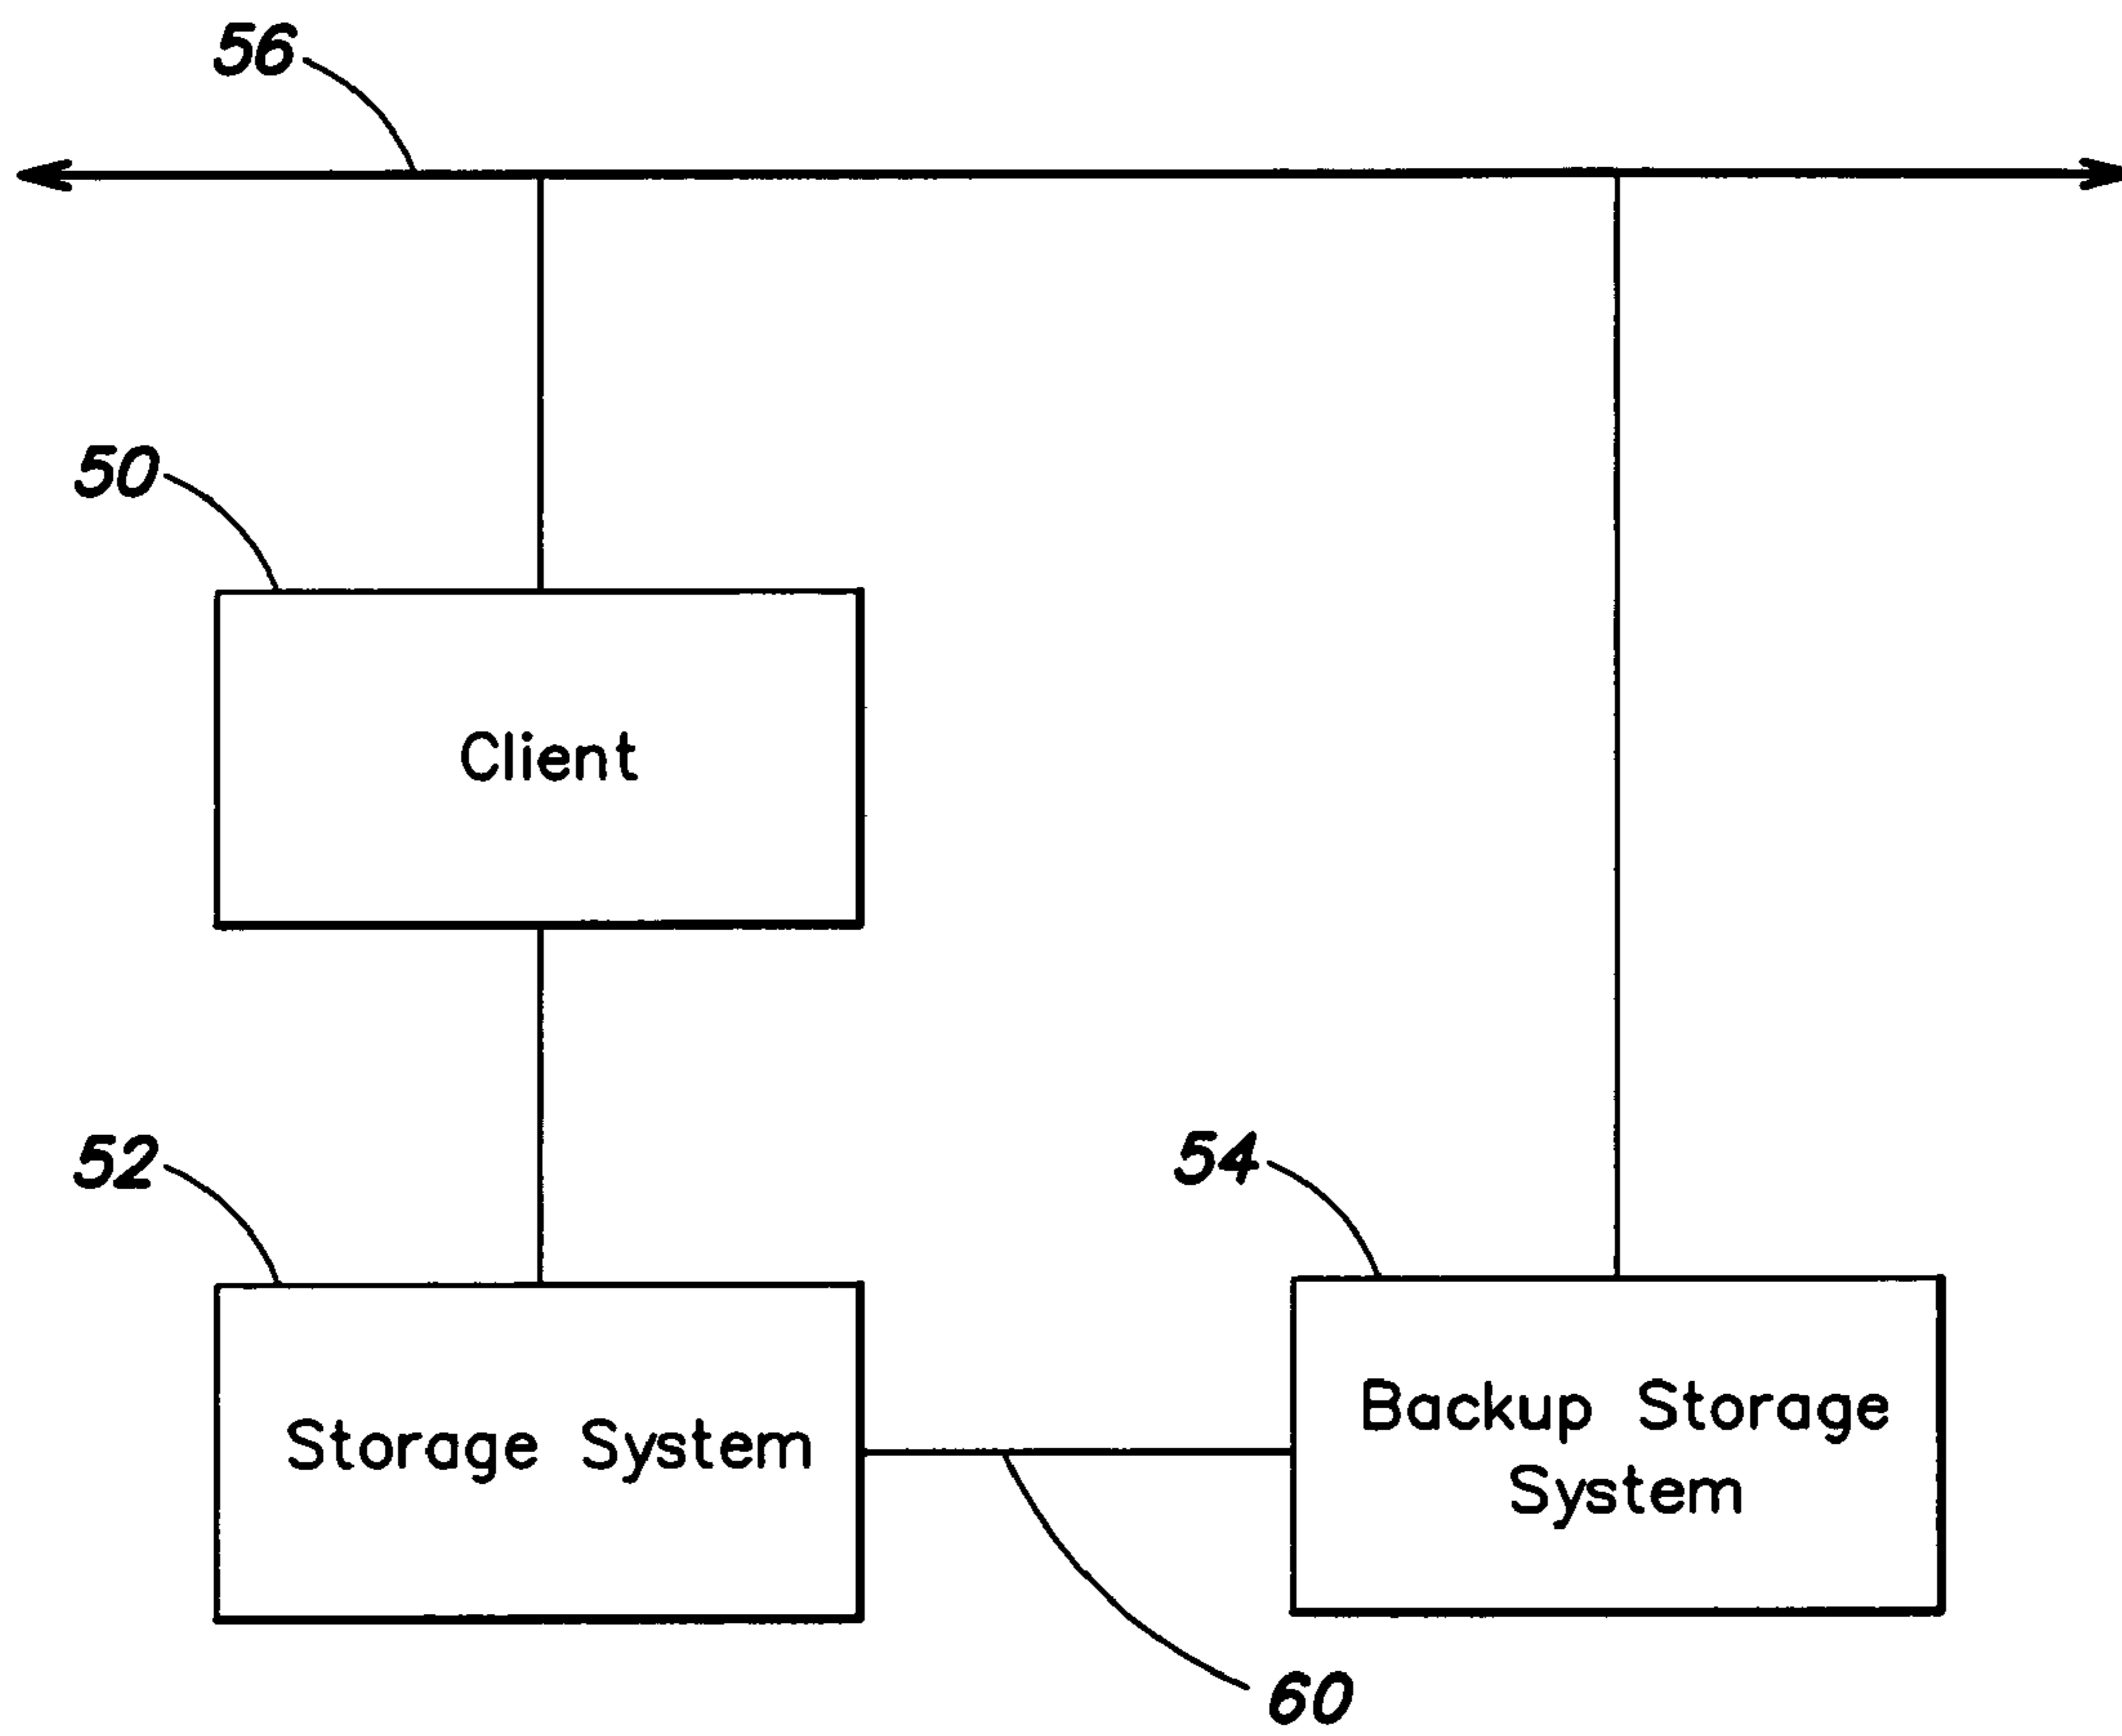 56
50
Client
52
54
Storage System
Backup Storage
System
60